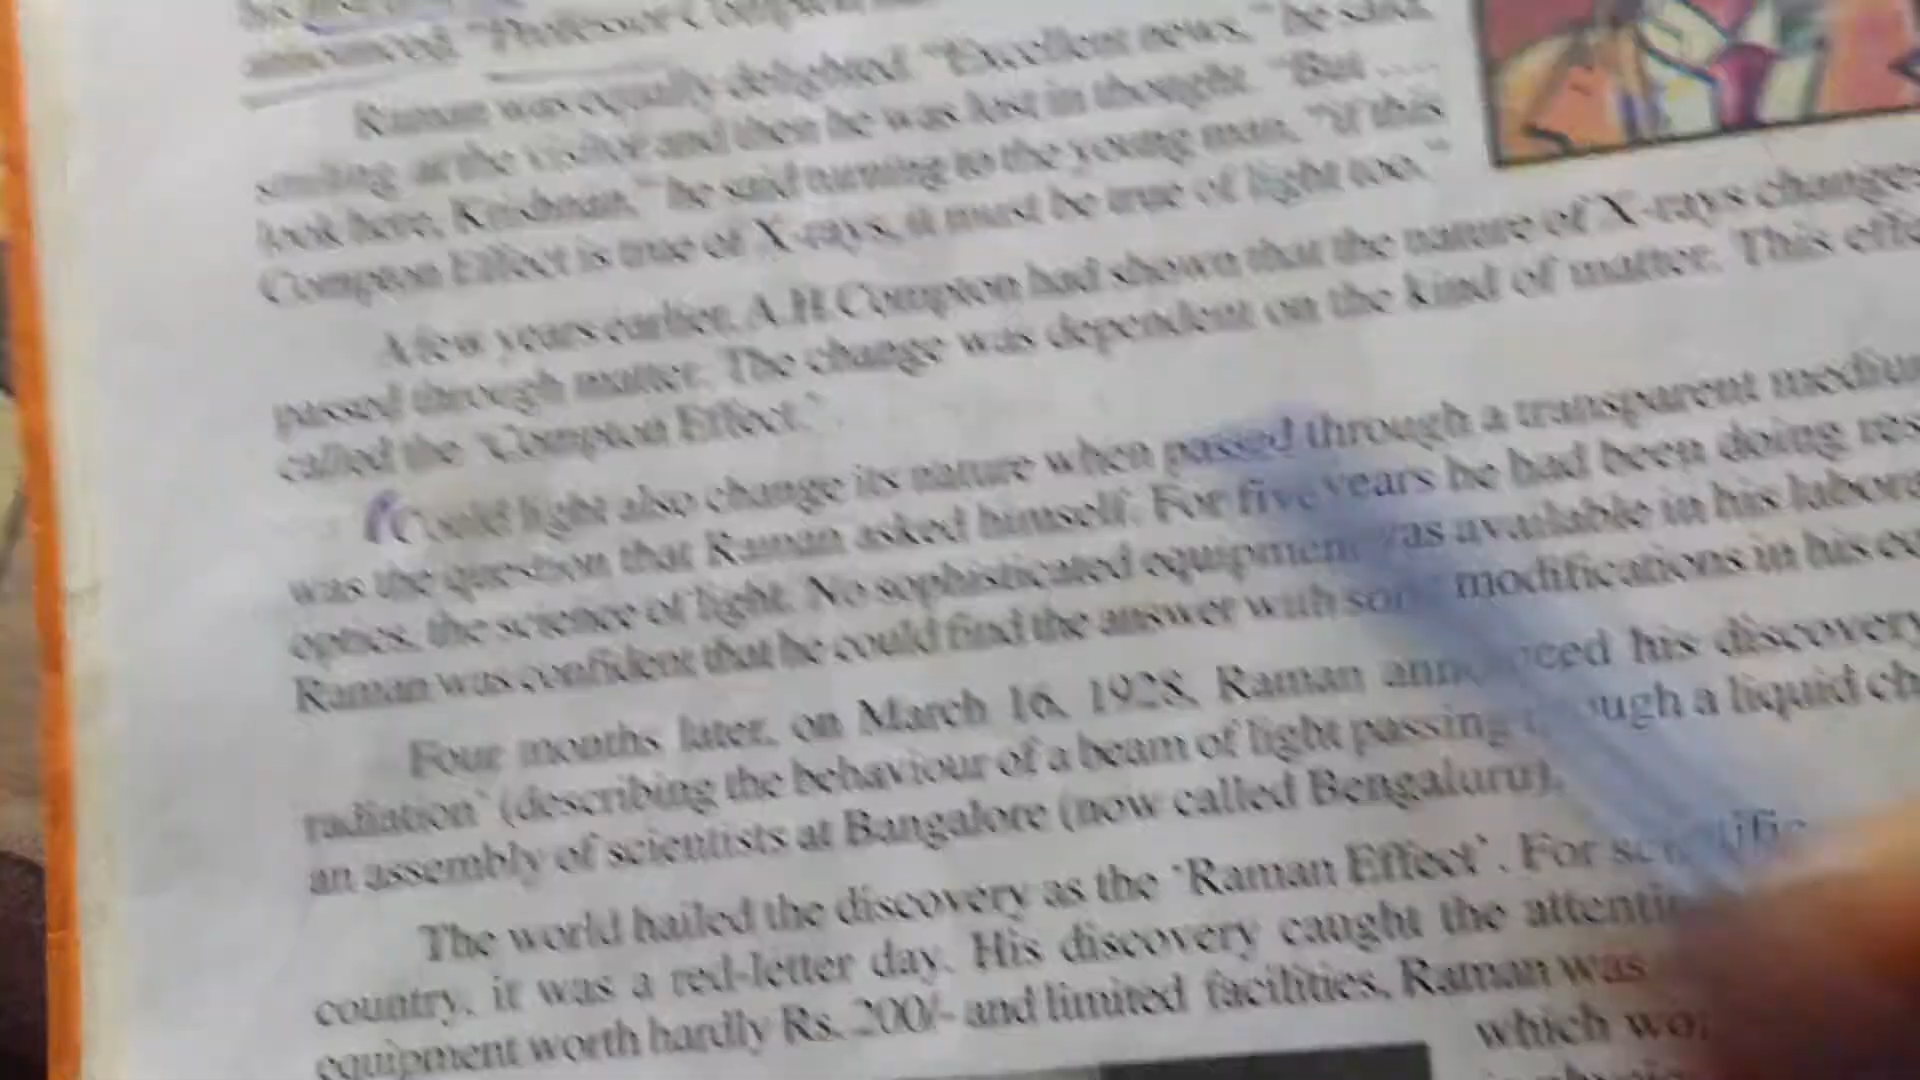 announced. "Professor Compton
Raman was equally delighted. "Excellent news," he said,
smiling at the visitor and then he was lost in thought. "But ....
look here, Krishnan," he said turning to the young man, "if this
Compton Effect is true of X-rays, it must be true of light too."
A few years earlier, A.H Compton had shown that the nature of X-rays changes
passed through matter. The change was dependent on the kind of matter. This
called the 'Compton Effect.'
Could light also change its nature when passed through a transparent
was the question that Raman asked himself. For five years he had been doing
optics, the science of light. No sophisticated equipment was available in his
Raman was confident that he could find the answer with some modifications in his
Four months later, on March 16, 1928, Raman announced his discovery
radiation' (describing the behaviour of a beam of light passing through a liquid
an assembly of scientists at Bangalore (now called Bengaluru).
The world hailed the discovery as the 'Raman Effect'. For
country, it was a red-letter day. His discovery caught the
equipment worth hardly Rs. 200/- and limited facilities, Raman was
which